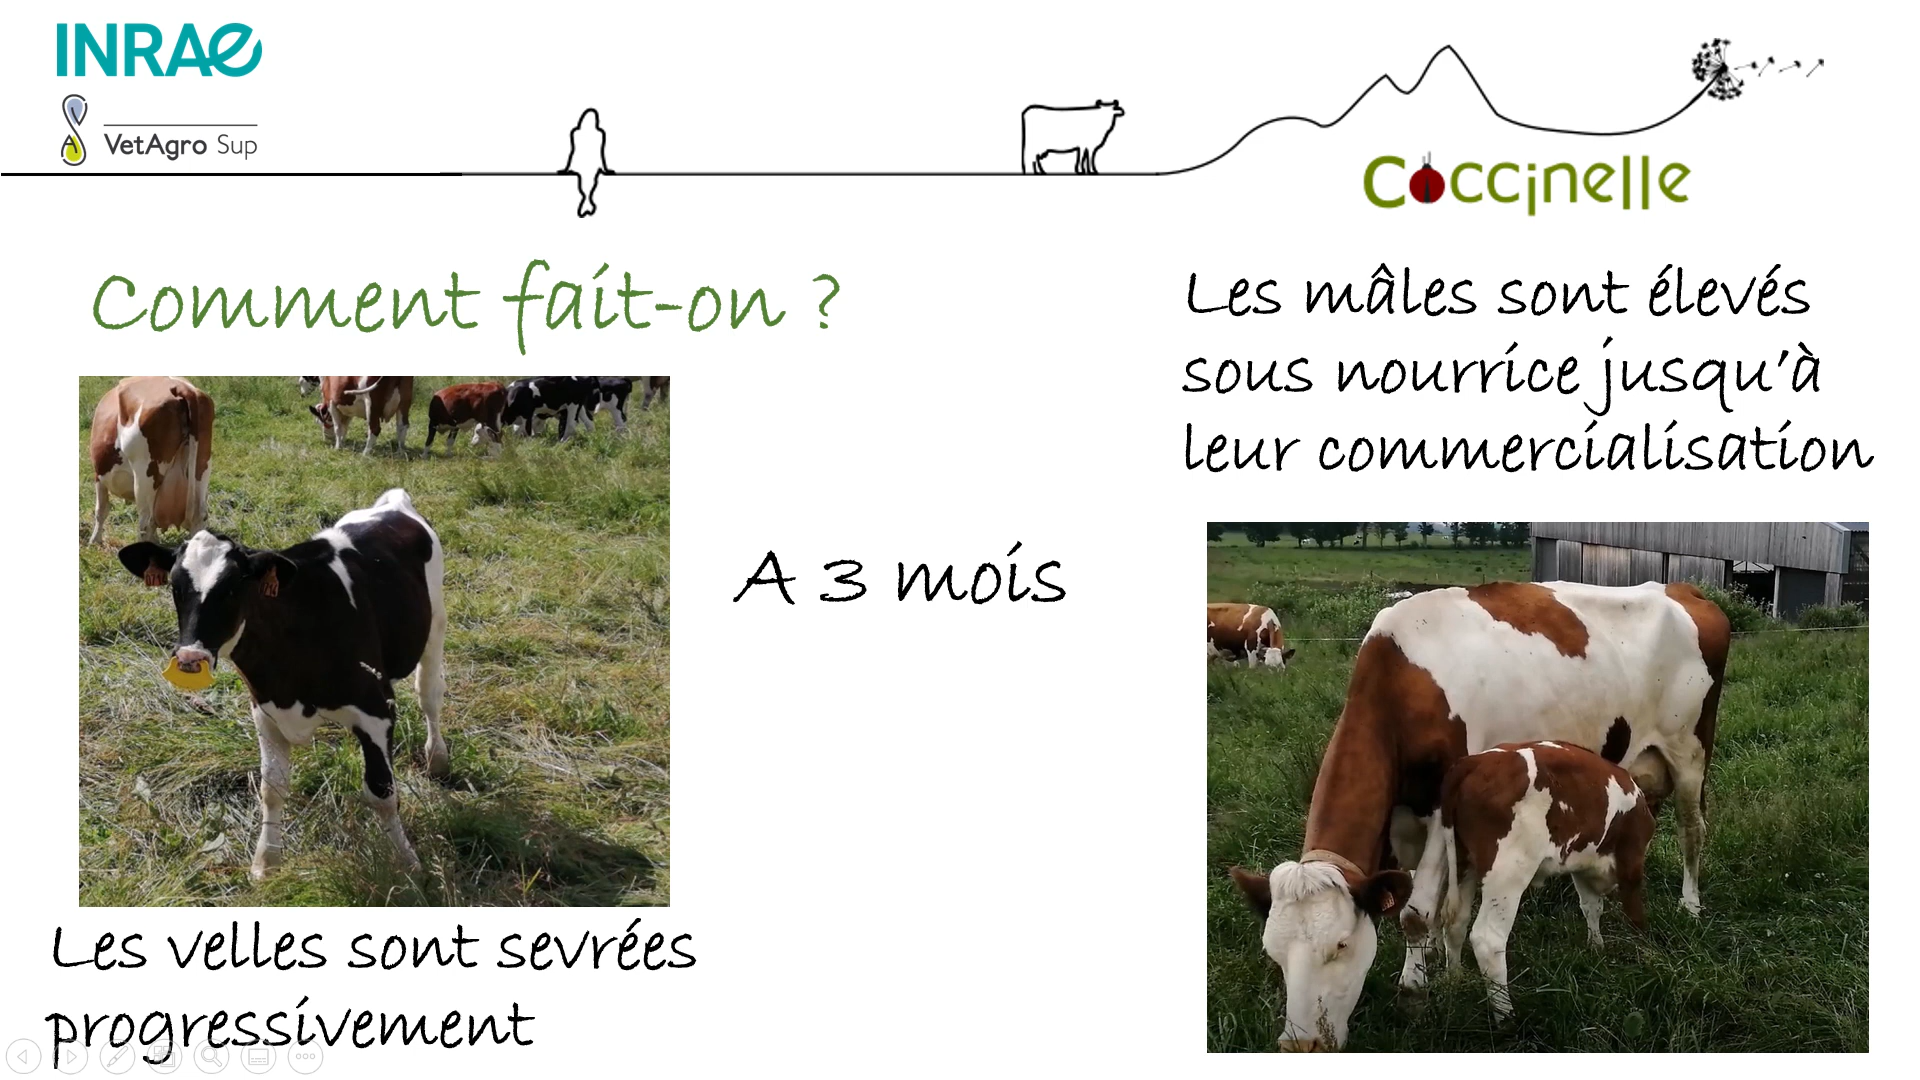 INRAE
VetAgro Sup
Coccinelle
Comment fait-on ?
Les mâles sont élevés
sous nourrice jusqu'à
leur commercialisation
A 3 mois
Les velles sont sevrées
progressivement